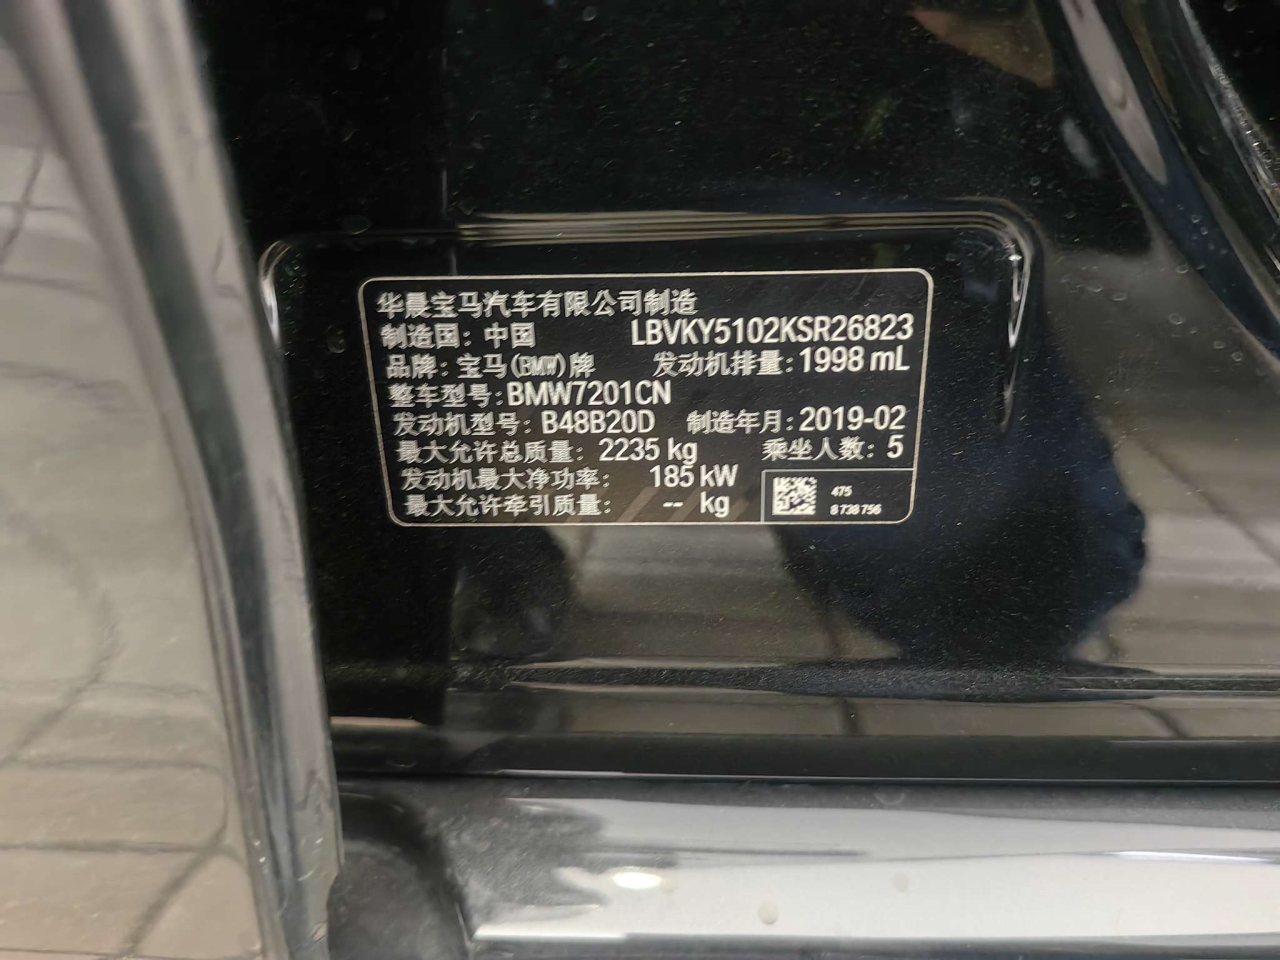 华晨宝马汽车有限公司制造
制造国：中国 LBVKY5102KSR26823
品牌：宝马(BMW)牌 发动机排量：1998 mL
整车型号：BMW7201CN
发动机型号：B48B20D 制造年月：2019-02
最大允许总质量：2235 kg 乘坐人数：5
发动机最大净功率：185 kW
最大允许牵引质量：-- kg
475
8 738 756